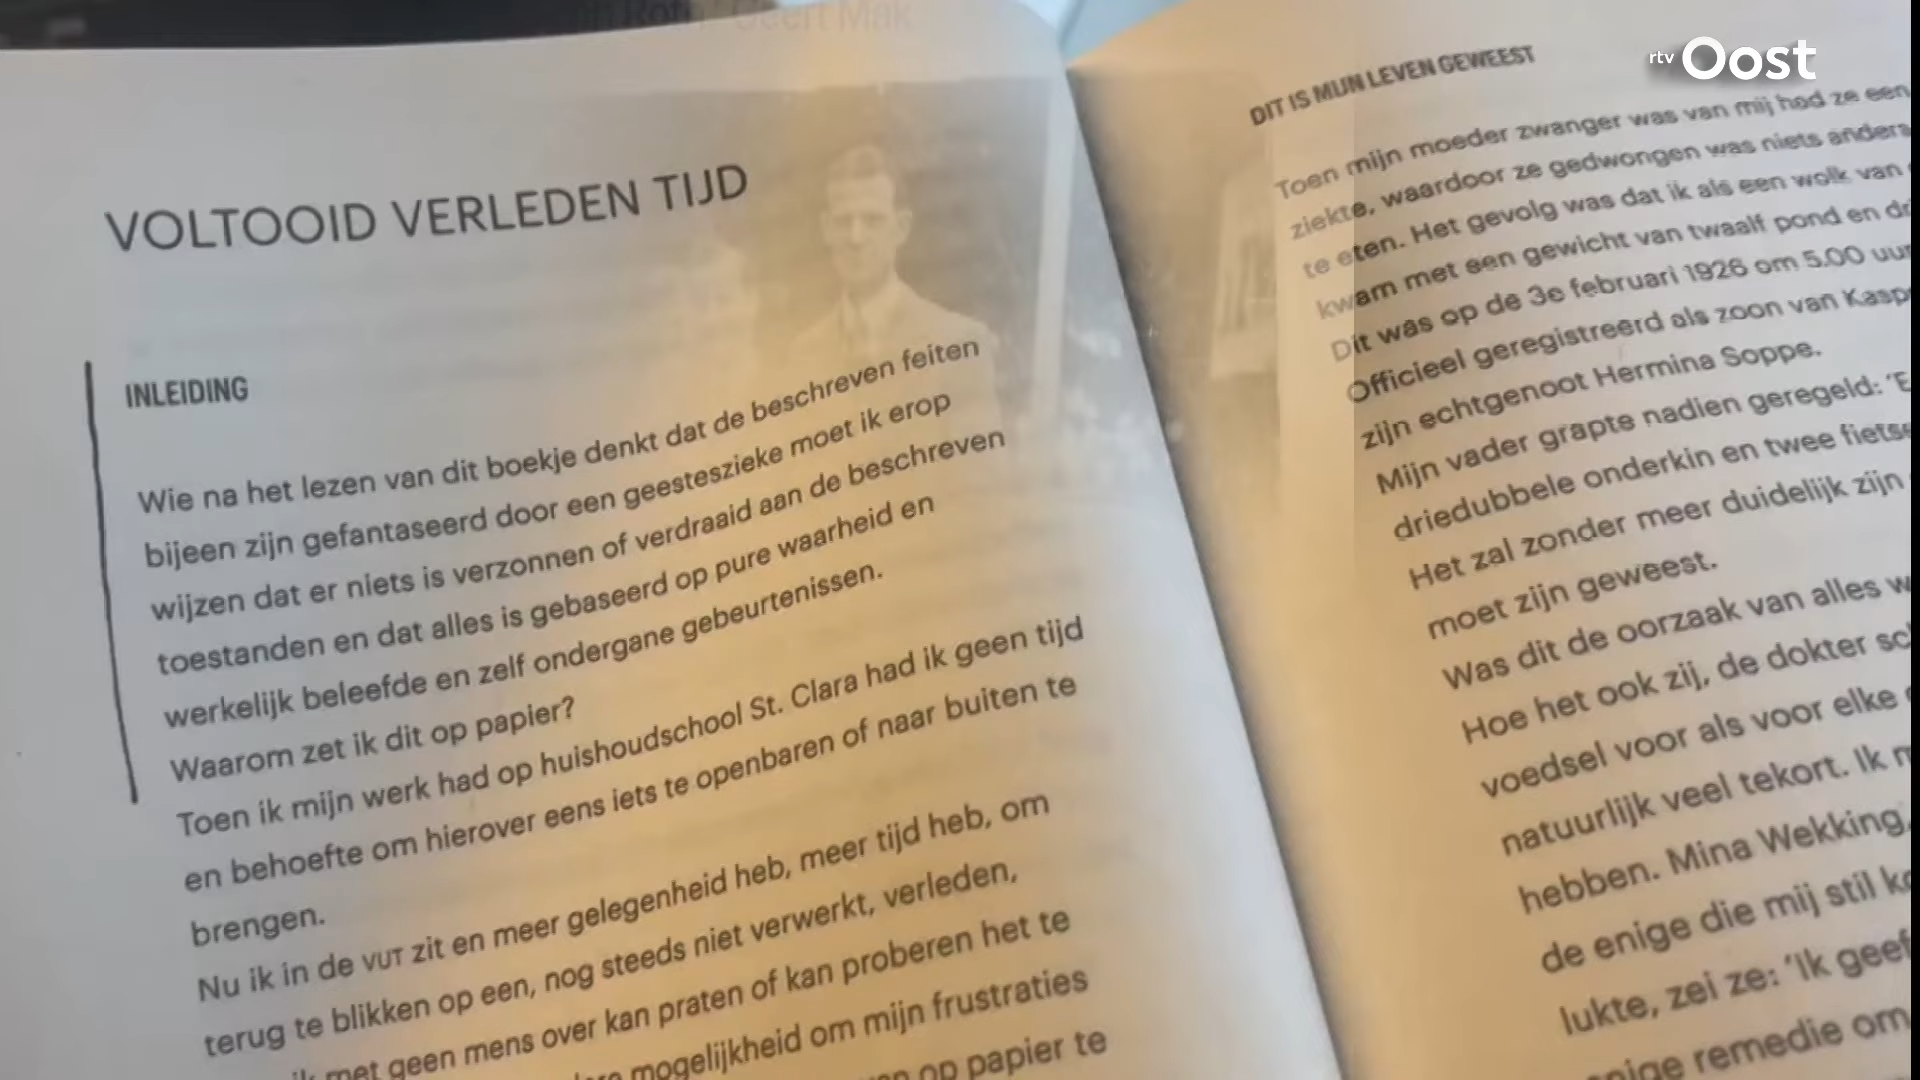 Roth Geert Mak
rtv Oost
VOLTOOID VERLEDEN TIJD
INLEIDING
Wie na het lezen van dit boekje denkt dat de beschreven feiten
bijeen zijn gefantaseerd door een geesteszieke moet ik erop
wijzen dat er niets is verzonnen of verdraaid aan de beschreven
toestanden en dat alles is gebaseerd op pure waarheid en
werkelijk beleefde en zelf ondergane gebeurtenissen.
Waarom zet ik dit op papier?
Toen ik mijn werk had op huishoudschool St. Clara had ik geen tijd
en behoefte om hierover eens iets te openbaren of naar buiten te
brengen.
Nu ik in de VUT zit en meer gelegenheid heb, meer tijd heb, om
terug te blikken op een, nog steeds niet verwerkt, verleden,
ik met geen mens over kan praten of kan proberen het te
mogelijkheid om mijn frustraties
op papier te
DIT IS MIJN LEVEN GEWEEST
Toen mijn moeder zwanger was van mij had ze een
ziekte, waardoor ze gedwongen was niets anders
te eten. Het gevolg was dat ik als een wolk van
kwam met een gewicht van twaalf pond en
Dit was op de 3e februari 1926 om 5.00 uur
Officieel geregistreerd als zoon van
zijn echtgenoot Hermina Soppe.
Mijn vader grapte nadien geregeld:
driedubbele onderkin en twee
Het zal zonder meer duidelijk zijn
moet zijn geweest.
Was dit de oorzaak van alles
Hoe het ook zij, de dokter
voedsel voor als voor elke
natuurlijk veel tekort. Ik
hebben. Mina Wekking,
de enige die mij stil
lukte, zei ze: 'Ik
enige remedie om